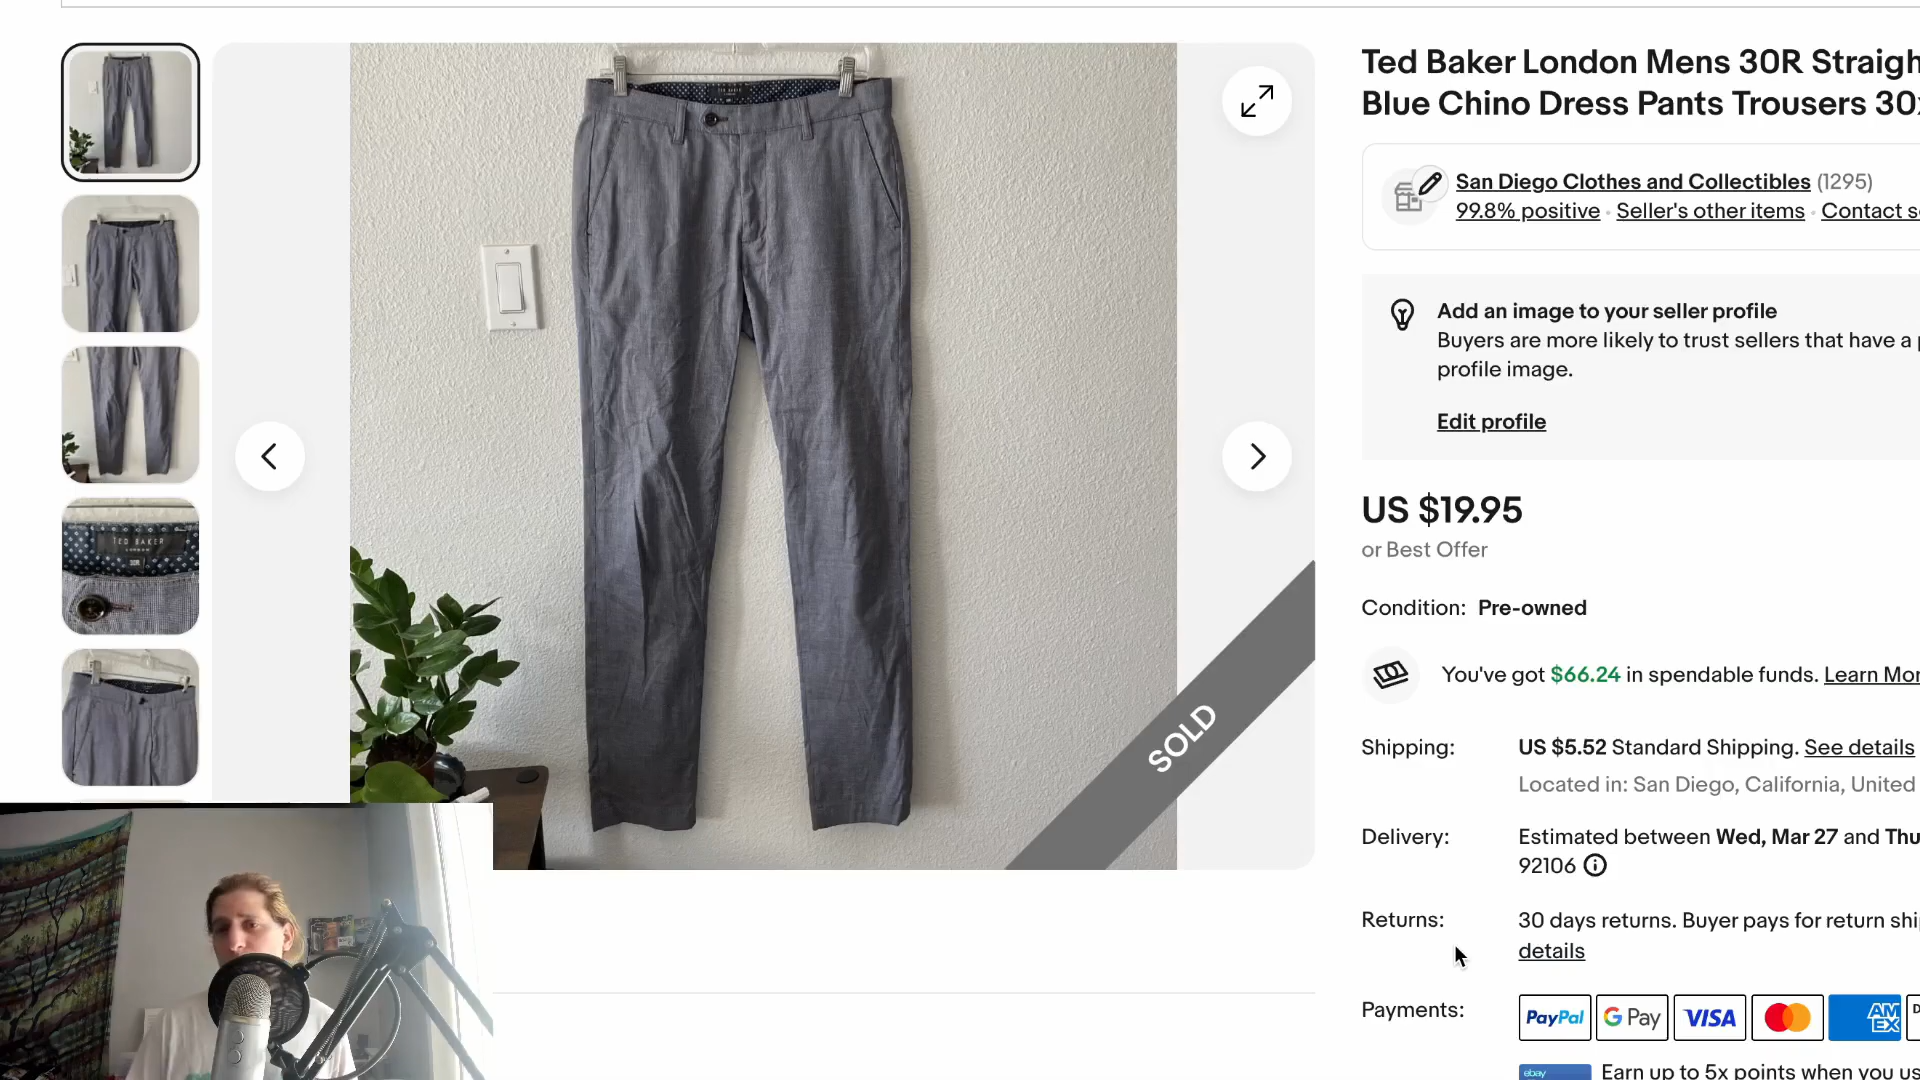 Ted Baker London Mens 30R Straigh
Blue Chino Dress Pants Trousers 30
San Diego Clothes and Collectibles (1295)
99.8% positive · Seller's other items · Contact s
Add an image to your seller profile
Buyers are more likely to trust sellers that have a
profile image.
Edit profile
US $19.95
or Best Offer
Condition: Pre-owned
You've got $66.24 in spendable funds. Learn Mor
Shipping: US $5.52 Standard Shipping. See details
Located in: San Diego, California, United
Delivery: Estimated between Wed, Mar 27 and Thu
92106
Returns: 30 days returns. Buyer pays for return shi
details
Payments: PayPal G Pay VISA AM EX D
ebay Earn up to 5x points when you us
SOLD
TED BAKER
LONDON